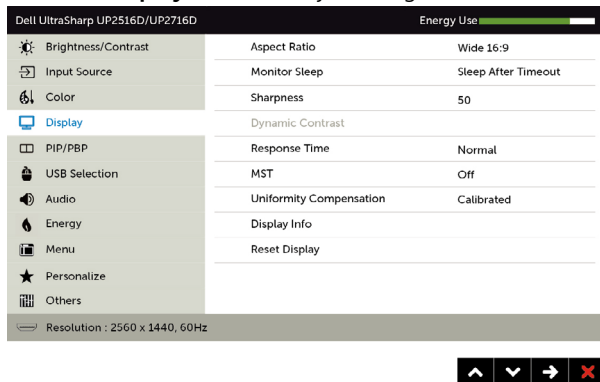 Dell UltraSharp UP2516D/UP2716D Energy Use
Brightness/Contrast Aspect Ratio Wide 16:9
Input Source Monitor Sleep Sleep After Timeout
Color Sharpness 50
Display Dynamic Contrast
PIP/PBP Response Time Normal
USB Selection MST Off
Audio Uniformity Compensation Calibrated
Energy Display Info
Menu Reset Display
Personalize
Others
Resolution : 2560 x 1440, 60Hz